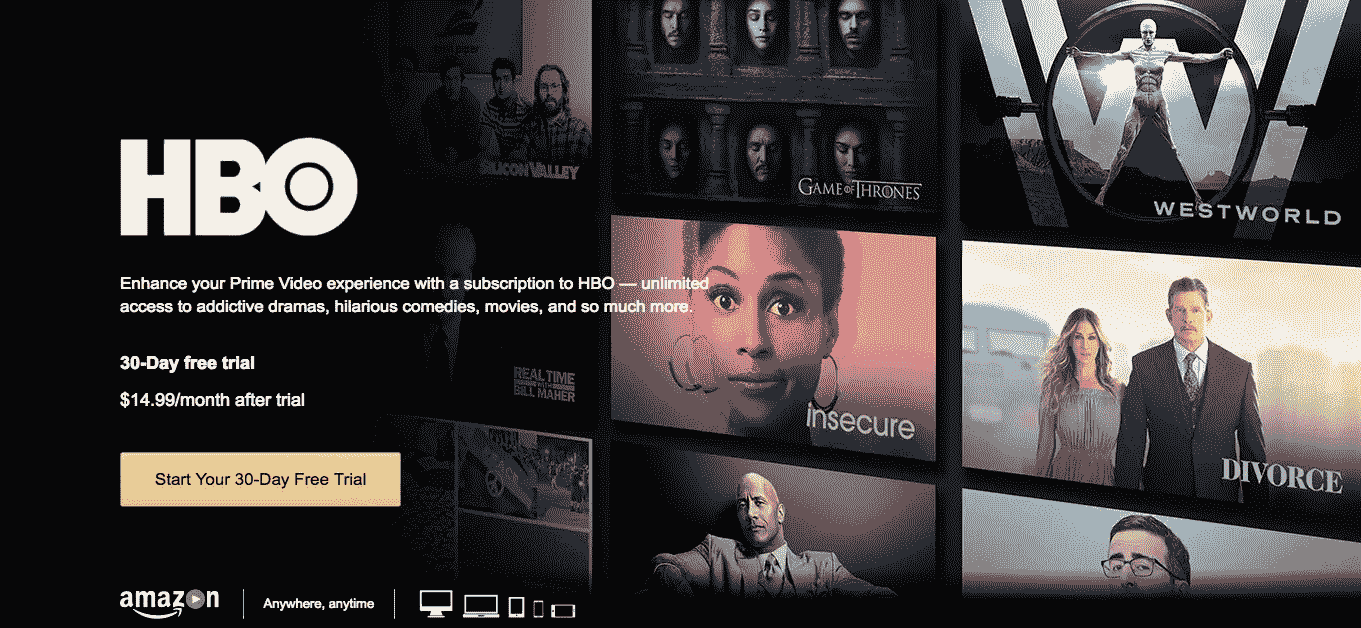 HBO
Enhance your Prime Video experience with a subscription to HBO — unlimited
access to addictive dramas, hilarious comedies, movies, and so much more.
30-Day free trial
$14.99/month after trial
Start Your 30-Day Free Trial
amazon
Anywhere, anytime
SILICON VALLEY
GAME OF THRONES
WESTWORLD
REAL TIME
WITH
BILL MAHER
insecure
DIVORCE